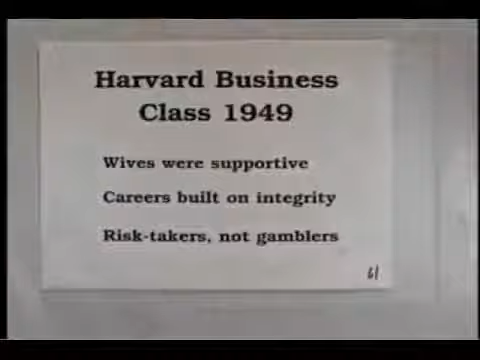 Harvard Business
Class 1949
Wives were supportive
Careers built on integrity
Risk-takers, not gamblers
61